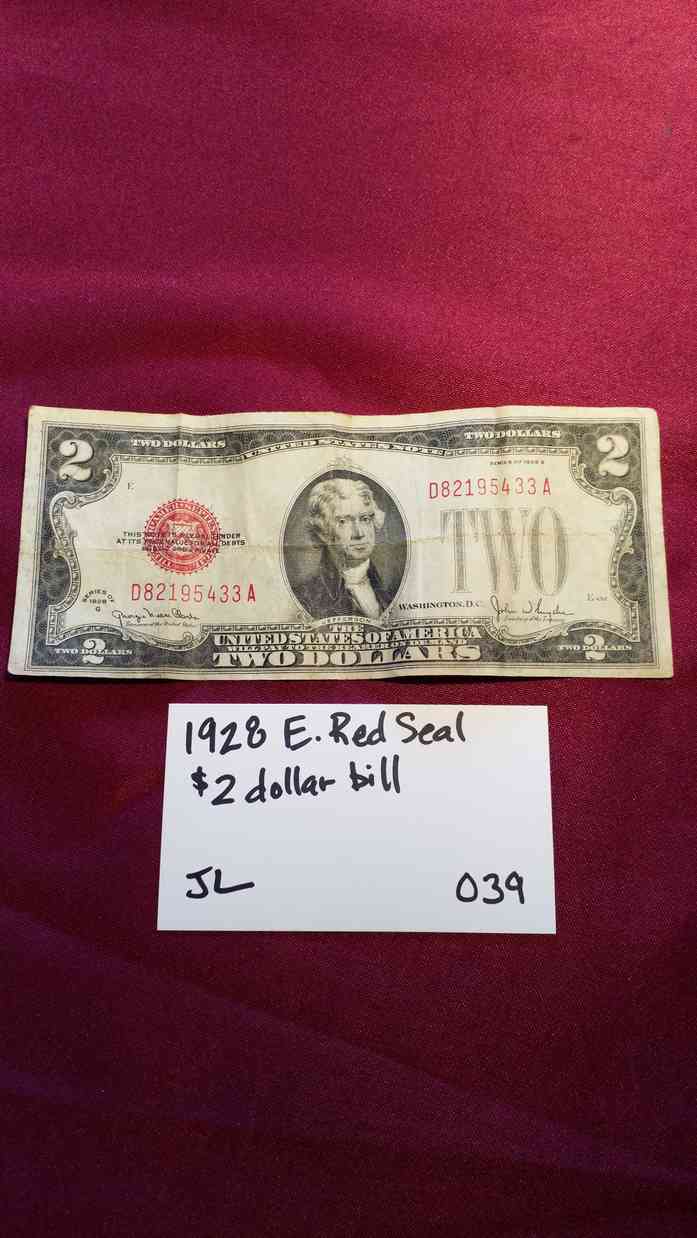 2 TWO DOLLARS UNITED STATES NOTE TWO DOLLARS 2
E
D82195433A
THIS NOTE IS LEGAL TENDER
AT ITS FACE VALUE FOR ALL DEBTS
PUBLIC AND PRIVATE
TWO
D82195433A
SERIES OF
1928
G
WASHINGTON, D.C.
JEFFERSON
THE
UNITED STATES OF AMERICA
WILL PAY TO THE BEARER ON DEMAND
TWO DOLLARS
TWO DOLLARS 2
2 TWO DOLLARS
1928 E. Red Seal
$2 dollar bill
JL 039